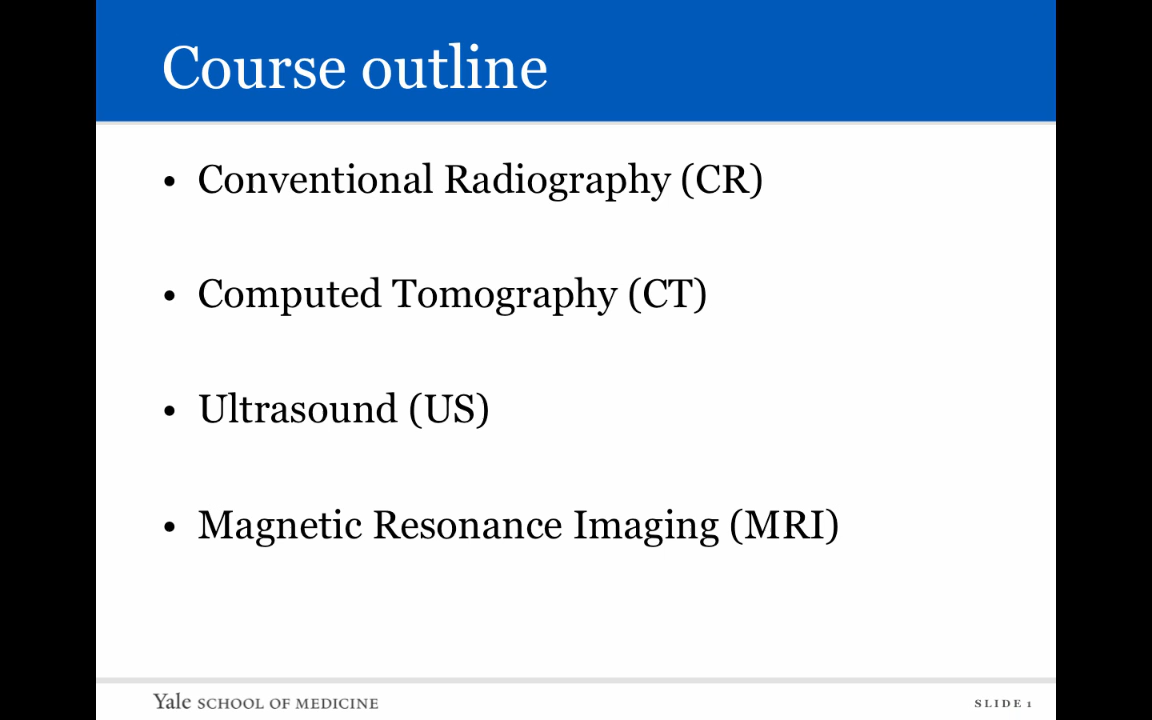 Course outline
• Conventional Radiography (CR)
• Computed Tomography (CT)
• Ultrasound (US)
• Magnetic Resonance Imaging (MRI)
Yale SCHOOL OF MEDICINE
SLIDE 1